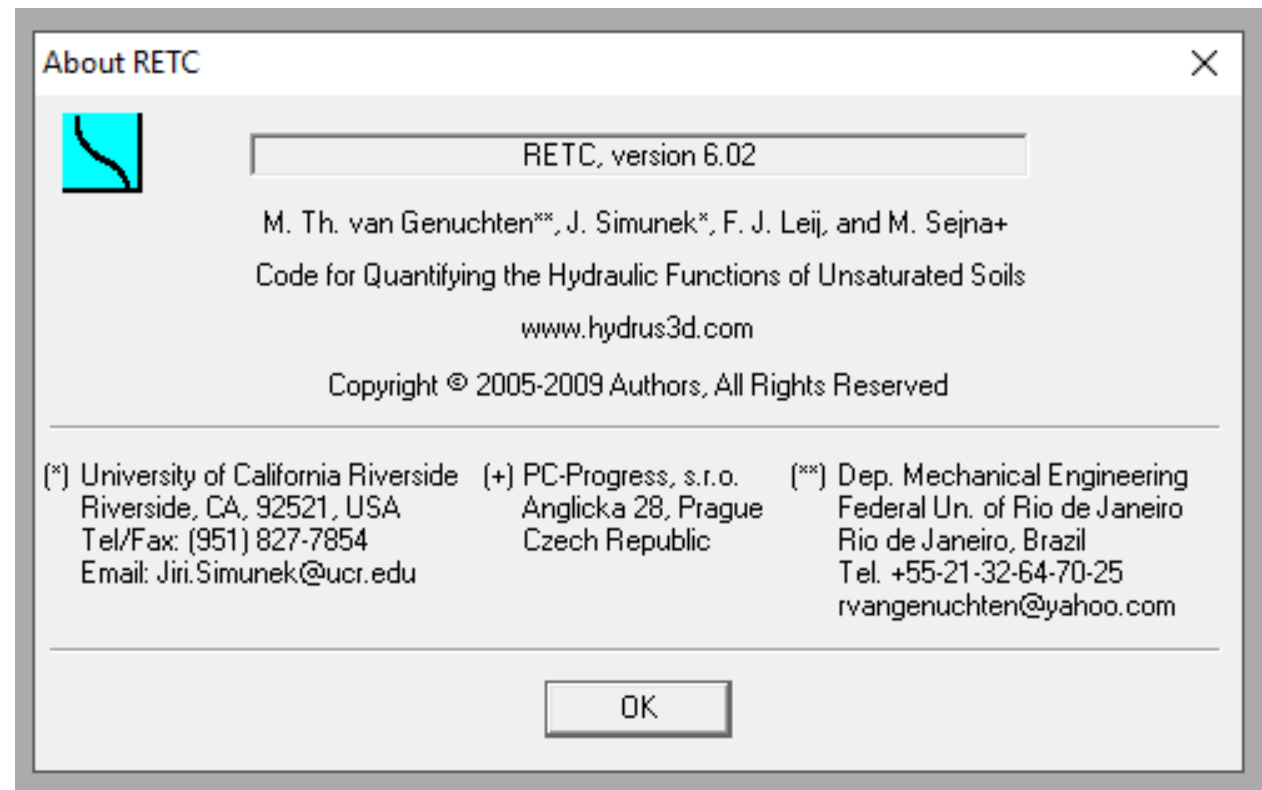 About RETC
RETC, version 6.02
M. Th. van Genuchten**, J. Simunek*, F. J. Leij, and M. Sejna+
Code for Quantifying the Hydraulic Functions of Unsaturated Soils
www.hydrus3d.com
Copyright © 2005-2009 Authors, All Rights Reserved
(*) University of California Riverside
Riverside, CA, 92521, USA
Tel/Fax: (951) 827-7854
Email: Jiri.Simunek@ucr.edu
(+) PC-Progress, s.r.o.
Anglicka 28, Prague
Czech Republic
(**) Dep. Mechanical Engineering
Federal Un. of Rio de Janeiro
Rio de Janeiro, Brazil
Tel. +55-21-32-64-70-25
rvangenuchten@yahoo.com
OK